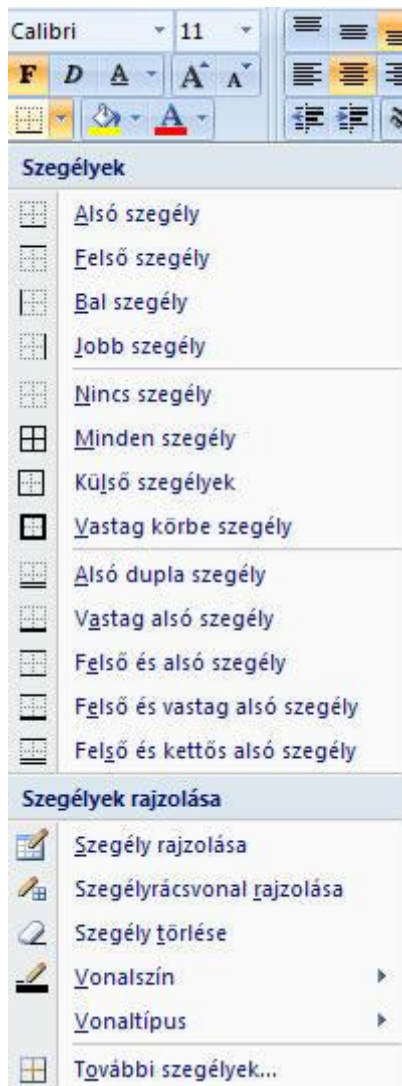 Calibri 11
F D A A A
A
Szegélyek
Alsó szegély
Felső szegély
Bal szegély
Jobb szegély
Nincs szegély
Minden szegély
Külső szegélyek
Vastag körbe szegély
Alsó dupla szegély
Vastag alsó szegély
Felső és alsó szegély
Felső és vastag alsó szegély
Felső és kettős alsó szegély
Szegélyek rajzolása
Szegély rajzolása
Szegélyrácsvonal rajzolása
Szegély törlése
Vonalszín
Vonaltípus
További szegélyek...